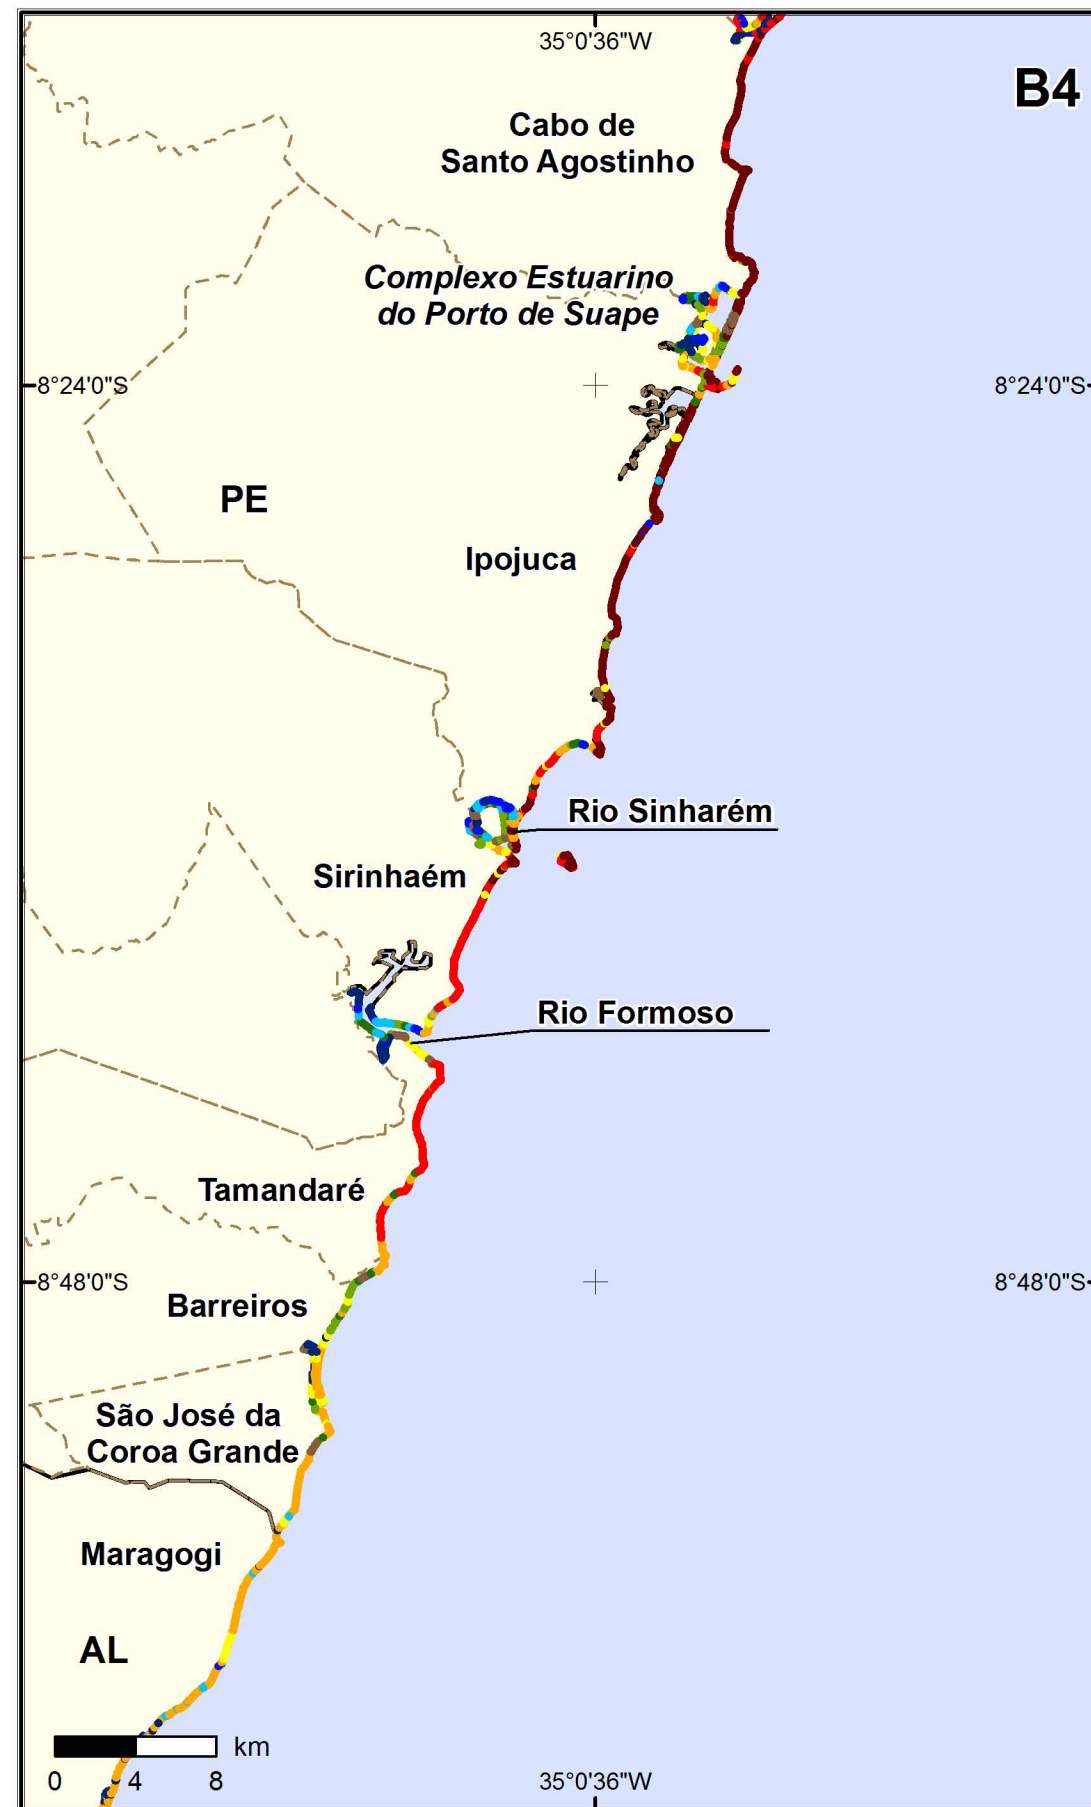 35°0'36"W
B4
Cabo de
Santo Agostinho
Complexo Estuarino
do Porto de Suape
8°24'0"S
8°24'0"S
PE
Ipojuca
Rio Sinharém
Sirinhaém
Rio Formoso
Tamandaré
8°48'0"S
8°48'0"S
Barreiros
São José da
Coroa Grande
Maragogi
AL
km
0 4 8
35°0'36"W